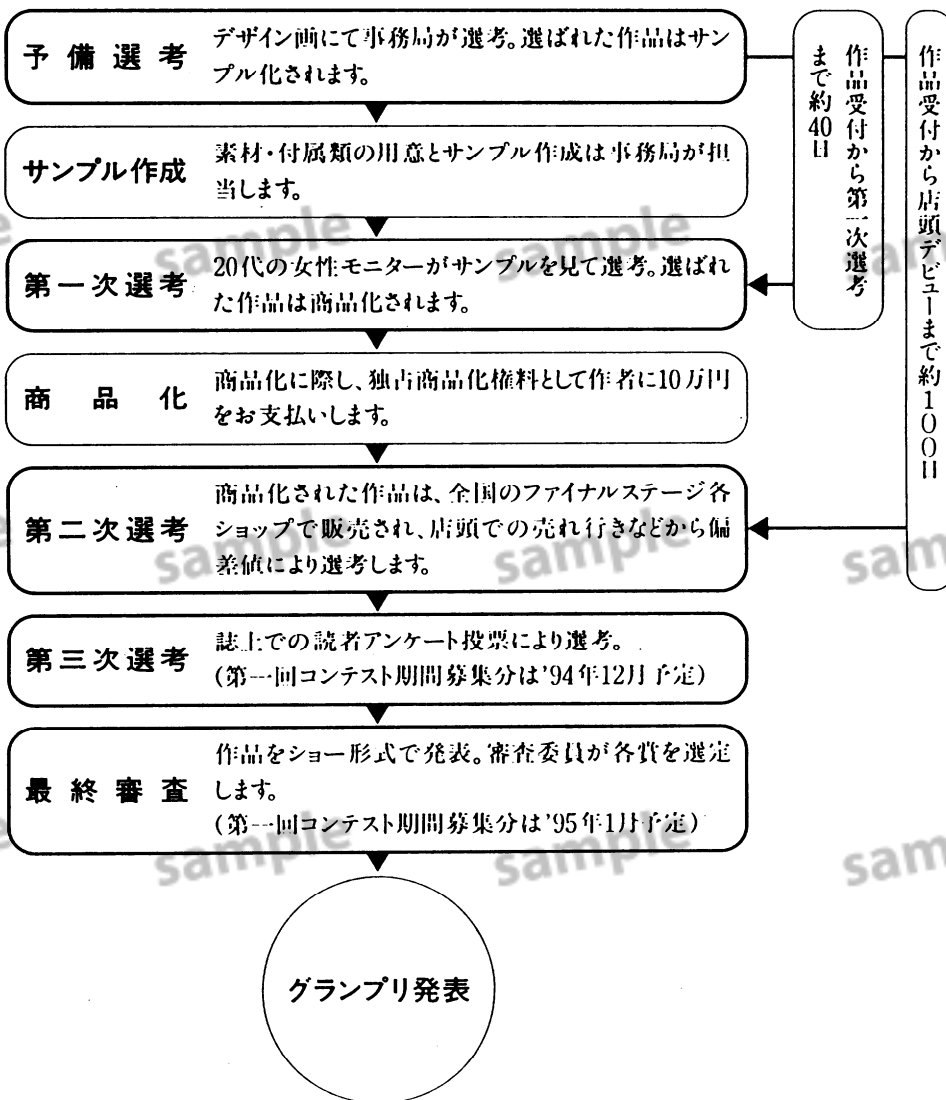 予備選考
デザイン画にて事務局が選考。選ばれた作品はサン
プル化されます。
サンプル作成
素材・付属類の用意とサンプル作成は事務局が担
当します。
第一次選考
20代の女性モニターがサンプルを見て選考。選ばれ
た作品は商品化されます。
商品化
商品化に際し、独占商品化権料として作者に10万円
をお支払いします。
第二次選考
商品化された作品は、全国のファイナルステージ各
ショップで販売され、店頭での売れ行きなどから偏
差値により選考します。
第三次選考
誌上での読者アンケート投票により選考。
(第一回コンテスト期間募集分は'94年12月予定)
最終審査
作品をショー形式で発表。審査委員が各賞を選定
します。
(第一回コンテスト期間募集分は'95年1月予定)
グランプリ発表
作品受付から第一次選考
まで約40日
作品受付から店頭デビューまで約100日
sample
sample
sample
sample
sample
sample